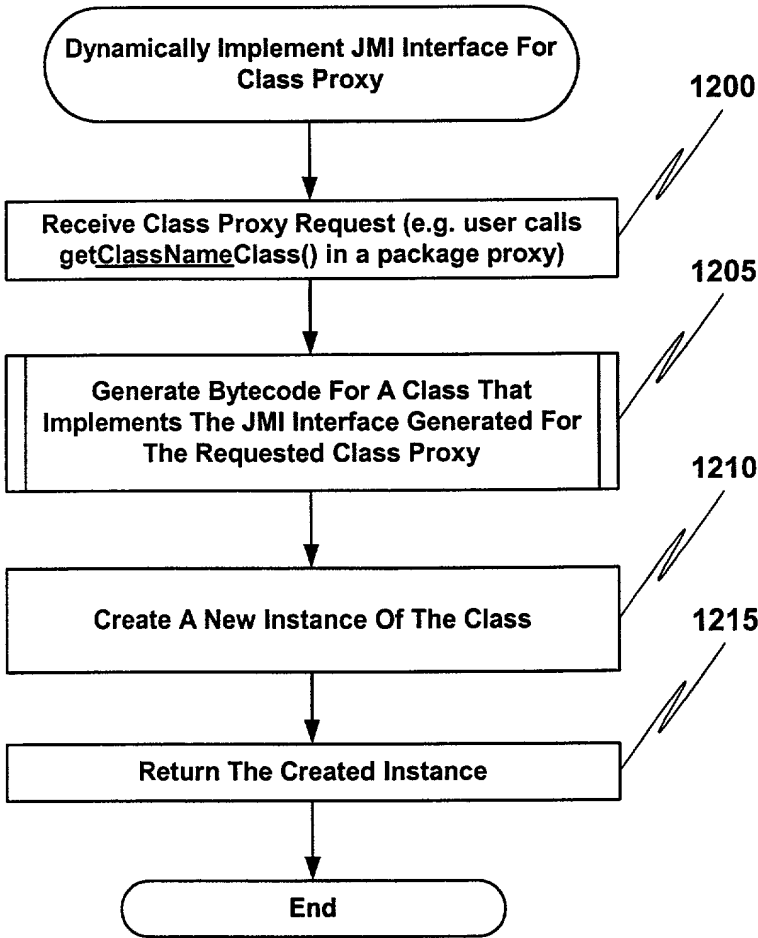 Dynamically Implement JMI Interface For
Class Proxy
1200
Receive Class Proxy Request (e.g. user calls
getClassNameClass() in a package proxy)
1205
Generate Bytecode For A Class That
Implements The JMI Interface Generated For
The Requested Class Proxy
1210
Create A New Instance Of The Class
1215
Return The Created Instance
End